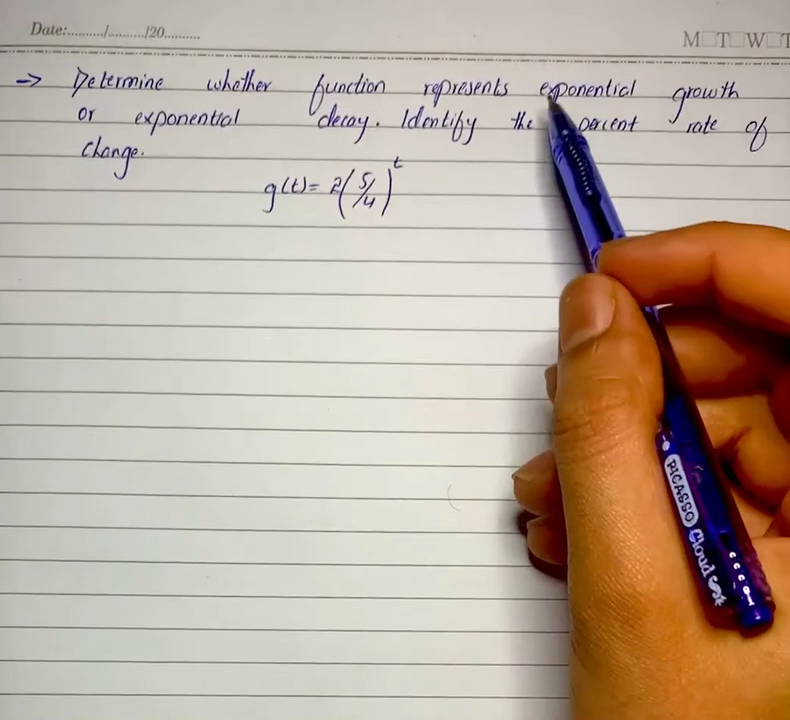 Date:........../.........../20..........
M☐T☐W☐T
→ Determine whether function represents exponential growth
or exponential decay. Identify the percent rate of
change.
g(t)= 2(5/4)^t
PICASSO Cloud